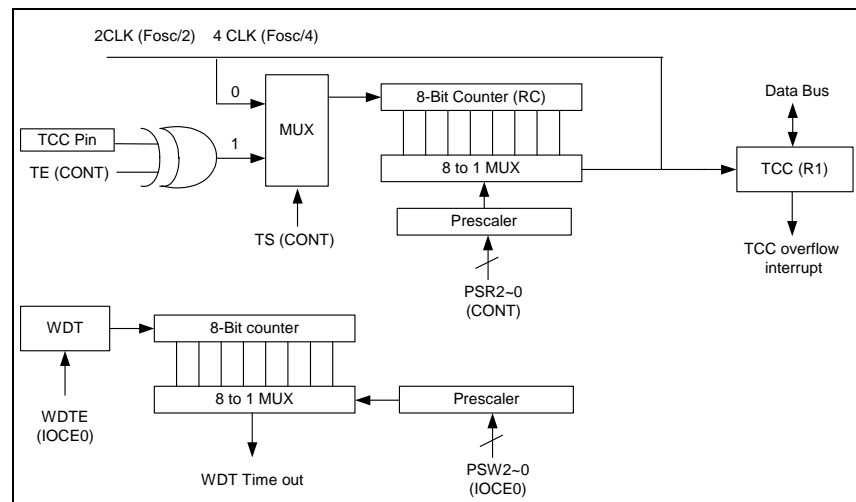 2CLK (Fosc/2) 4 CLK (Fosc/4)
0
TCC Pin
TE (CONT)
1
MUX
TS (CONT)
8-Bit Counter (RC)
8 to 1 MUX
Prescaler
PSR2~0
(CONT)
Data Bus
TCC (R1)
TCC overflow
interrupt
WDT
WDTE
(IOCE0)
8-Bit counter
8 to 1 MUX
WDT Time out
Prescaler
PSW2~0
(IOCE0)